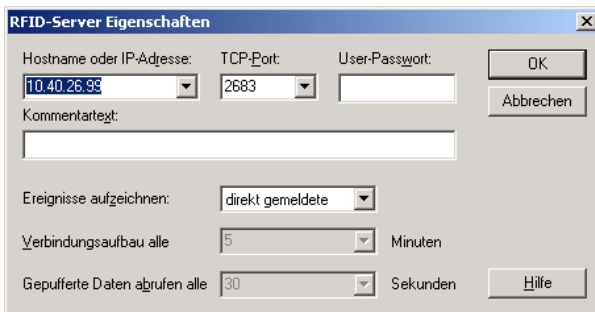 RFID-Server Eigenschaften
Hostname oder IP-Adresse: TCP-Port: User-Passwort: OK
10.40.26.99 2683
Abbrechen
Kommentartext:
Ereignisse aufzeichnen: direkt gemeldete
Verbindungsaufbau alle 5 Minuten
Gepufferte Daten abrufen alle 30 Sekunden Hilfe